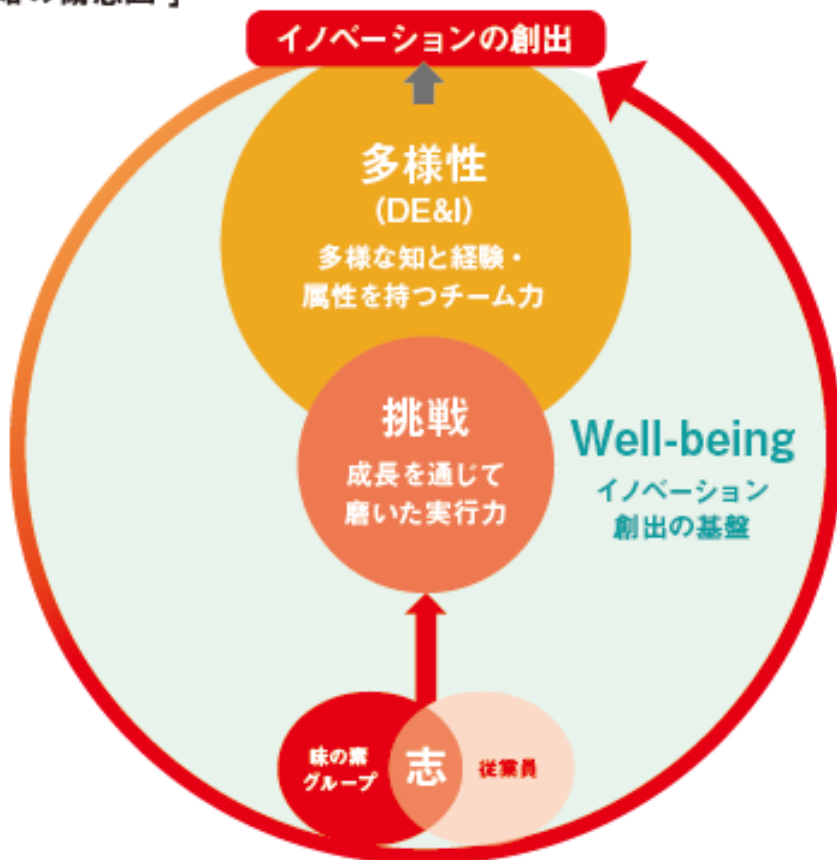 イノベーションの創出
多様性
(DE&I)
多様な知と経験・
属性を持つチーム力
挑戦
成長を通じて
磨いた実行力
Well-being
イノベーション
創出の基盤
味の素
グループ
志
従業員